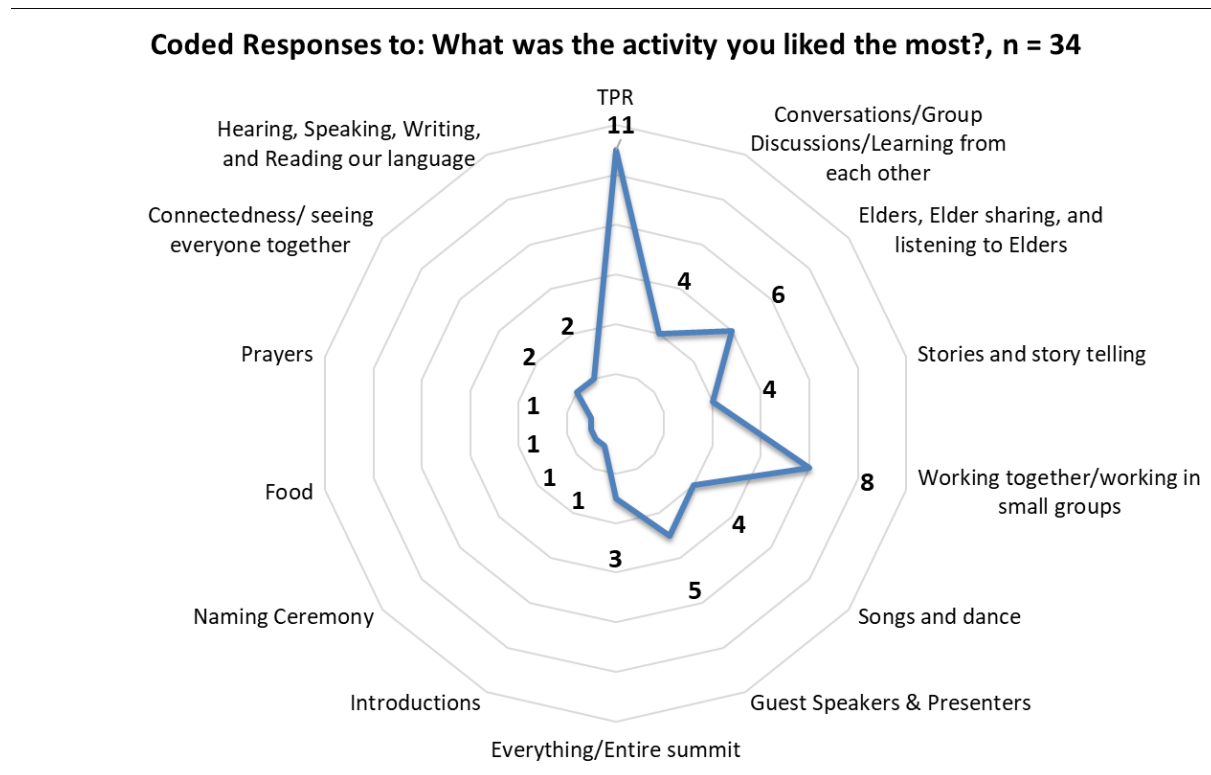 Coded Responses to: What was the activity you liked the most?, n = 34
TPR
11
Conversations/Group
Discussions/Learning from
each other
4
Elders, Elder sharing, and
listening to Elders
6
Stories and story telling
4
Working together/working in
small groups
8
Songs and dance
4
Guest Speakers & Presenters
5
Everything/Entire summit
3
Introductions
1
Naming Ceremony
1
Food
1
Prayers
1
Connectedness/ seeing
everyone together
2
Hearing, Speaking, Writing,
and Reading our language
2